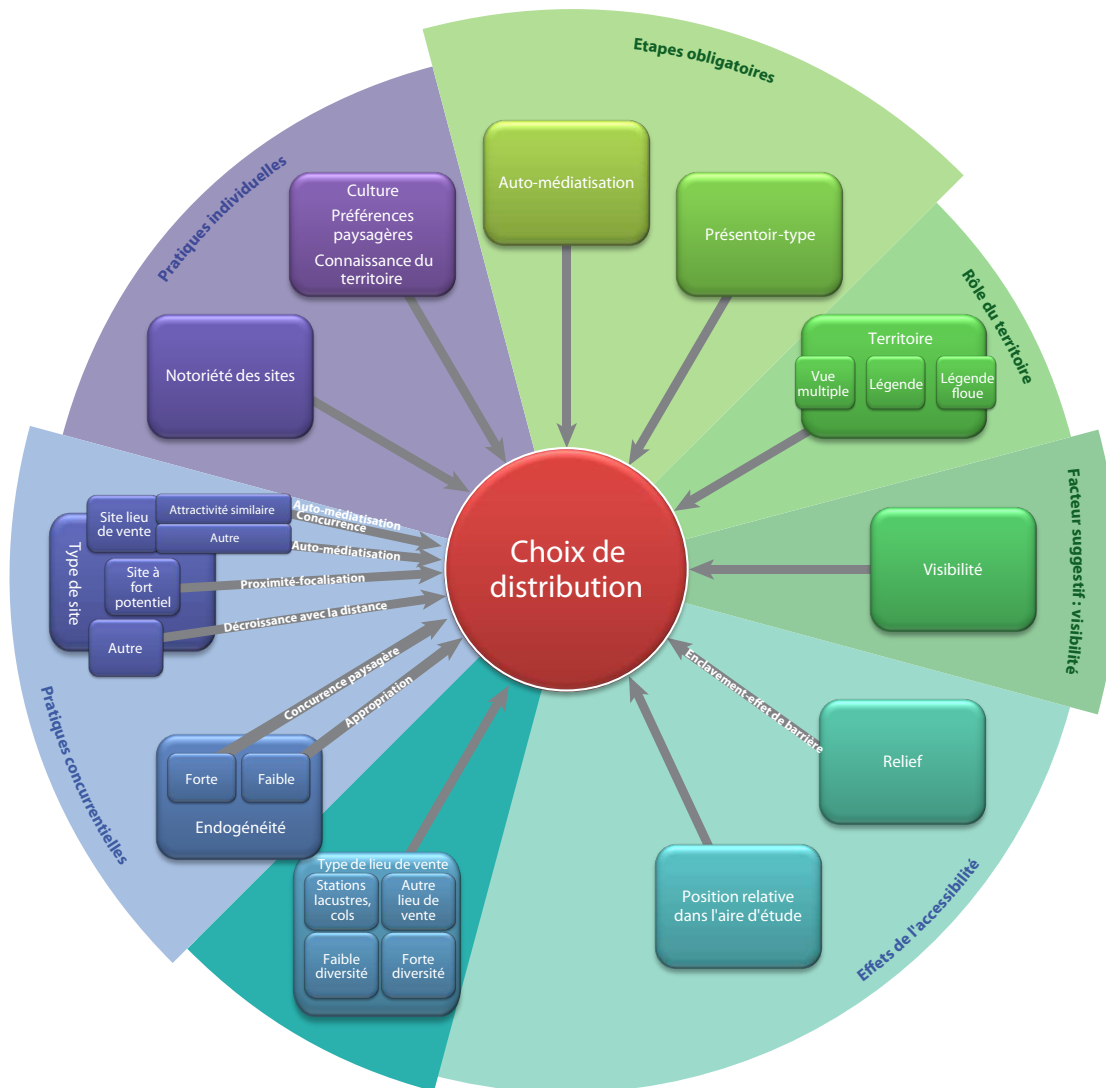 Etapes obligatoires
Auto-médiatisation
Présentoir-type
Rôle du territoire
Territoire
Vue
multiple
Légende
Légende
floue
Facteur suggestif : visibilité
Visibilité
Effets de l'accessibilité
Relief
Enclavement-effet de barrière
Position relative
dans l'aire d'étude
Type de lieu de vente
Stations
lacustres,
cols
Autre
lieu de
vente
Faible
diversité
Forte
diversité
Pratiques concurrentielles
Endogénéité
Forte
Faible
Concurrence paysagère
Appropriation
Type de site
Site lieu
de vente
Attractivité similaire
Autre
Site à
fort
potentiel
Autre
Auto-médiatisation
Concurrence
Auto-médiatisation
Proximité-focalisation
Décroissance avec la distance
Pratiques individuelles
Notoriété des sites
Culture
Préférences
paysagères
Connaissance du
territoire
Choix de
distribution